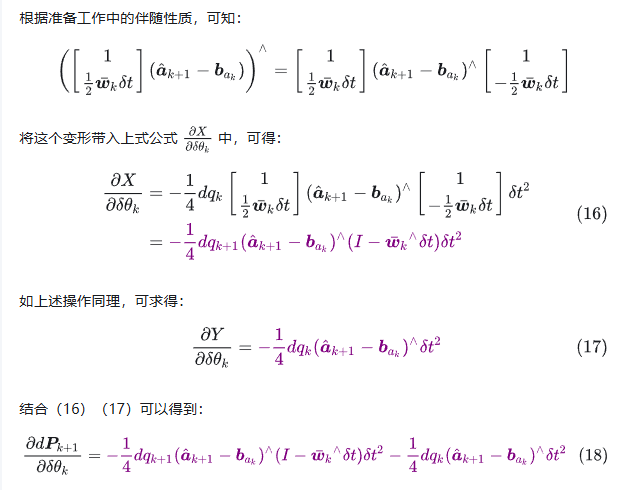 根据准备工作中的伴随性质，可知：
$$\left(\begin{bmatrix} 1 \\ \frac{1}{2}\bar{\boldsymbol{w}}_k\delta t \end{bmatrix}(\hat{\boldsymbol{a}}_{k+1} - \boldsymbol{b}_{a_k})\right)^{\wedge} = \begin{bmatrix} 1 \\ \frac{1}{2}\bar{\boldsymbol{w}}_k\delta t \end{bmatrix}(\hat{\boldsymbol{a}}_{k+1} - \boldsymbol{b}_{a_k})^{\wedge}\begin{bmatrix} 1 \\ -\frac{1}{2}\bar{\boldsymbol{w}}_k\delta t \end{bmatrix}$$
将这个变形带入上式公式 $\frac{\partial X}{\partial \delta\theta_k}$ 中，可得：
$$\frac{\partial X}{\partial \delta\theta_k} = -\frac{1}{4}dq_k\begin{bmatrix} 1 \\ \frac{1}{2}\bar{\boldsymbol{w}}_k\delta t \end{bmatrix}(\hat{\boldsymbol{a}}_{k+1} - \boldsymbol{b}_{a_k})^{\wedge}\begin{bmatrix} 1 \\ -\frac{1}{2}\bar{\boldsymbol{w}}_k\delta t \end{bmatrix}\delta t^2$$
$$= -\frac{1}{4}dq_{k+1}(\hat{\boldsymbol{a}}_{k+1} - \boldsymbol{b}_{a_k})^{\wedge}(I - \bar{\boldsymbol{w}}_k{}^{\wedge}\delta t)\delta t^2 \quad (16)$$
如上述操作同理，可求得：
$$\frac{\partial Y}{\partial \delta\theta_k} = -\frac{1}{4}dq_k(\hat{\boldsymbol{a}}_{k+1} - \boldsymbol{b}_{a_k})^{\wedge}\delta t^2 \quad (17)$$
结合（16）（17）可以得到：
$$\frac{\partial d\boldsymbol{P}_{k+1}}{\partial \delta\theta_k} = -\frac{1}{4}dq_{k+1}(\hat{\boldsymbol{a}}_{k+1} - \boldsymbol{b}_{a_k})^{\wedge}(I - \bar{\boldsymbol{w}}_k{}^{\wedge}\delta t)\delta t^2 - \frac{1}{4}dq_k(\hat{\boldsymbol{a}}_{k+1} - \boldsymbol{b}_{a_k})^{\wedge}\delta t^2 \quad (18)$$